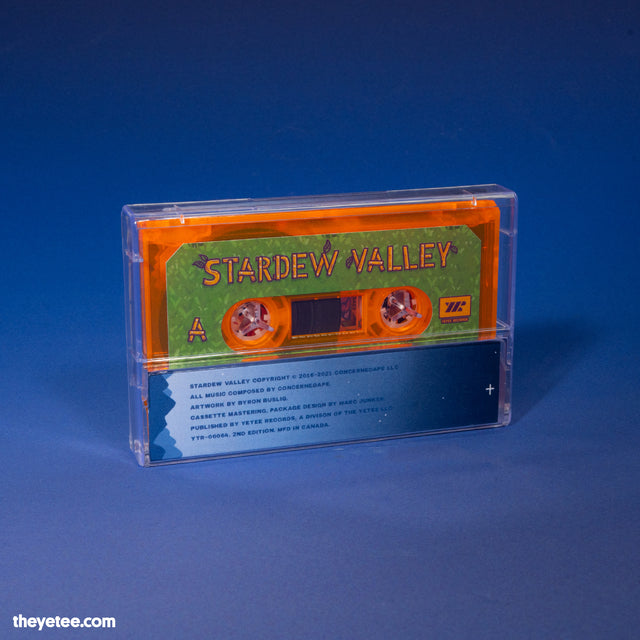 STARDEW VALLEY
A
YR
STARDEW VALLEY COPYRIGHT © 2016-2021 CONCERNEDAPE LLC
ALL MUSIC COMPOSED BY CONCERNEDAPE.
ARTWORK BY BYRON BUSLIG.
CASSETTE MASTERING, PACKAGE DESIGN BY MARC JUNKER.
PUBLISHED BY YETEE RECORDS, A DIVISON OF THE YETEE LLC
YTR-00064. 2ND EDITION. MFD IN CANADA.
theyetee.com